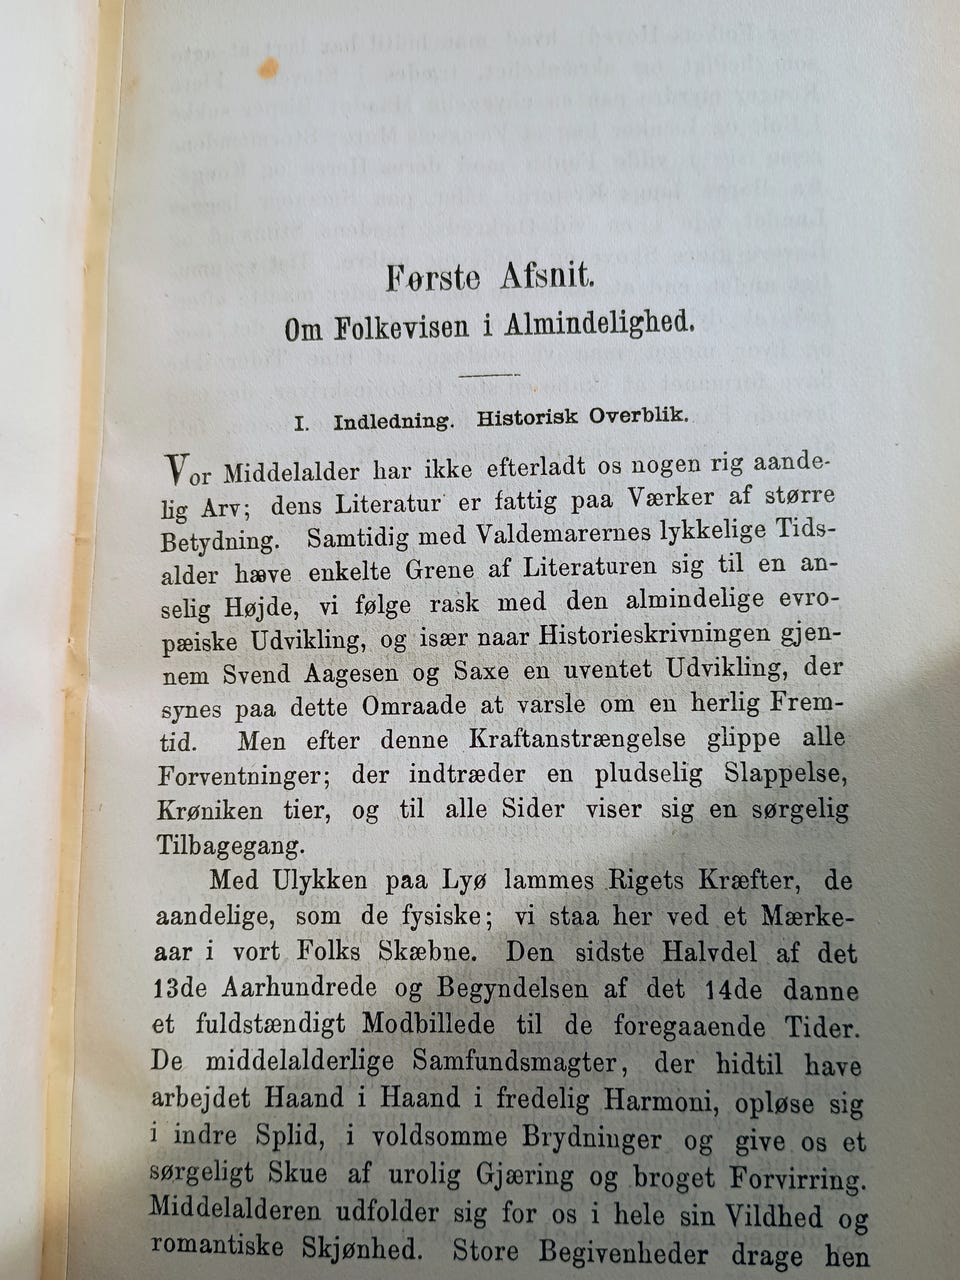 Første Afsnit.
Om Folkevisen i Almindelighed.
I. Indledning. Historisk Overblik.
Vor Middelalder har ikke efterladt os nogen rig aande-
lig Arv; dens Literatur er fattig paa Værker af større
Betydning. Samtidig med Valdemarernes lykkelige Tids-
alder hæve enkelte Grene af Literaturen sig til en an-
selig Højde, vi følge rask med den almindelige evro-
pæiske Udvikling, og især naar Historieskrivningen gjen-
nem Svend Aagesen og Saxe en uventet Udvikling, der
synes paa dette Omraade at varsle om en herlig Frem-
tid. Men efter denne Kraftanstrængelse glippe alle
Forventninger; der indtræder en pludselig Slappelse,
Krøniken tier, og til alle Sider viser sig en sørgelig
Tilbagegang.
Med Ulykken paa Lyø lammes Rigets Kræfter, de
aandelige, som de fysiske; vi staa her ved et Mærke-
aar i vort Folks Skæbne. Den sidste Halvdel af det
13de Aarhundrede og Begyndelsen af det 14de danne
et fuldstændigt Modbillede til de foregaaende Tider.
De middelalderlige Samfundsmagter, der hidtil have
arbejdet Haand i Haand i fredelig Harmoni, opløse sig
i indre Splid, i voldsomme Brydninger og give os et
sørgeligt Skue af urolig Gjæring og broget Forvirring.
Middelalderen udfolder sig for os i hele sin Vildhed og
romantiske Skjønhed. Store Begivenheder drage hen